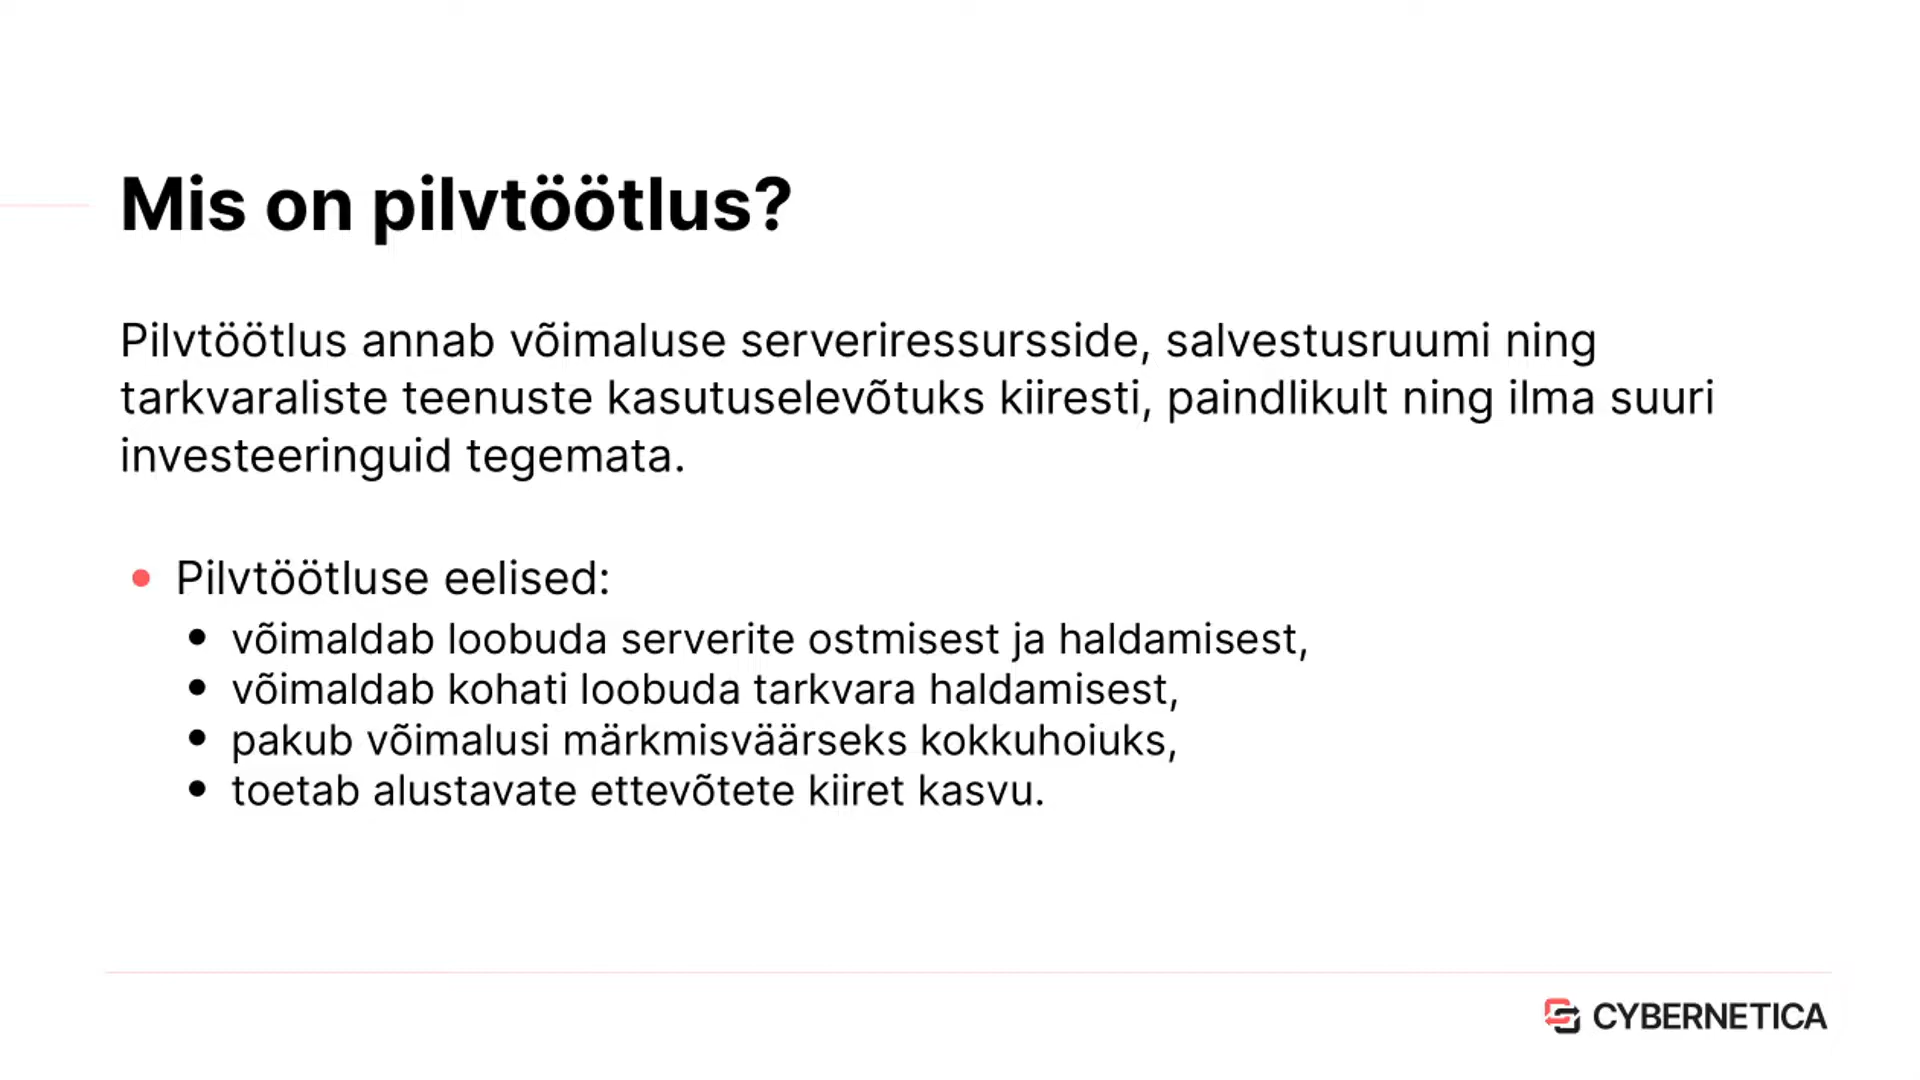 Mis on pilvtöötlus?
Pilvtöötlus annab võimaluse serveriressursside, salvestusruumi ning
tarkvaraliste teenuste kasutuselevõtuks kiiresti, paindlikult ning ilma suuri
investeeringuid tegemata.
• Pilvtöötluse eelised:
• võimaldab loobuda serverite ostmisest ja haldamisest,
• võimaldab kohati loobuda tarkvara haldamisest,
• pakub võimalusi märkmisväärseks kokkuhoiuks,
• toetab alustavate ettevõtete kiiret kasvu.
CYBERNETICA